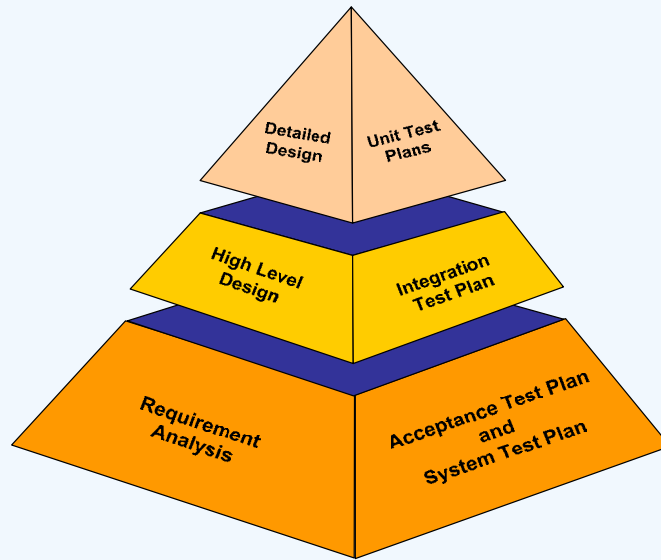 Detailed
Design
Unit Test
Plans
High Level
Design
Integration
Test Plan
Requirement
Analysis
Acceptance Test Plan
and
System Test Plan